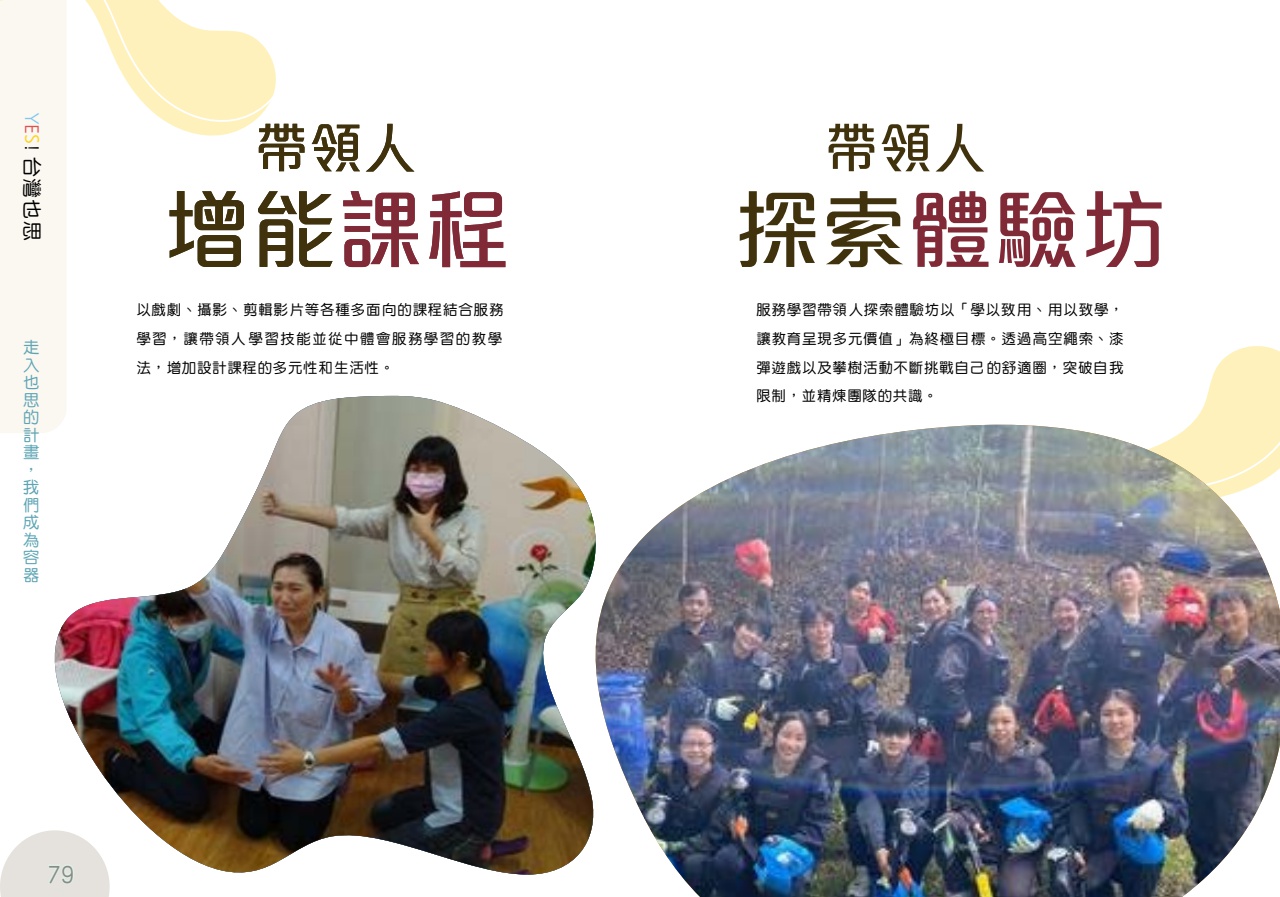 YES! 台灣也思
走入也思的計畫，我們成為容器
帶領人
增能課程
以戲劇、攝影、剪輯影片等各種多面向的課程結合服務
學習，讓帶領人學習技能並從中體會服務學習的教學
法，增加設計課程的多元性和生活性。
帶領人
探索體驗坊
服務學習帶領人探索體驗坊以「學以致用、用以致學，
讓教育呈現多元價值」為終極目標。透過高空繩索、漆
彈遊戲以及攀樹活動不斷挑戰自己的舒適圈，突破自我
限制，並精煉團隊的共識。
79